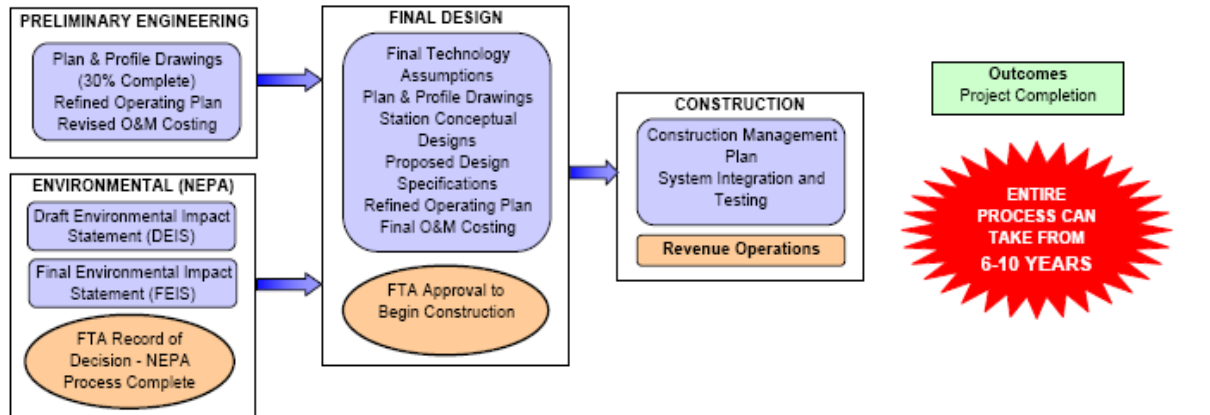 PRELIMINARY ENGINEERING
Plan & Profile Drawings
(30% Complete)
Refined Operating Plan
Revised O&M Costing
ENVIRONMENTAL (NEPA)
Draft Environmental Impact
Statement (DEIS)
Final Environmental Impact
Statement (FEIS)
FTA Record of
Decision - NEPA
Process Complete
FINAL DESIGN
Final Technology
Assumptions
Plan & Profile Drawings
Station Conceptual
Designs
Proposed Design
Specifications
Refined Operating Plan
Final O&M Costing
FTA Approval to
Begin Construction
CONSTRUCTION
Construction Management
Plan
System Integration and
Testing
Revenue Operations
Outcomes
Project Completion
ENTIRE
PROCESS CAN
TAKE FROM
6-10 YEARS